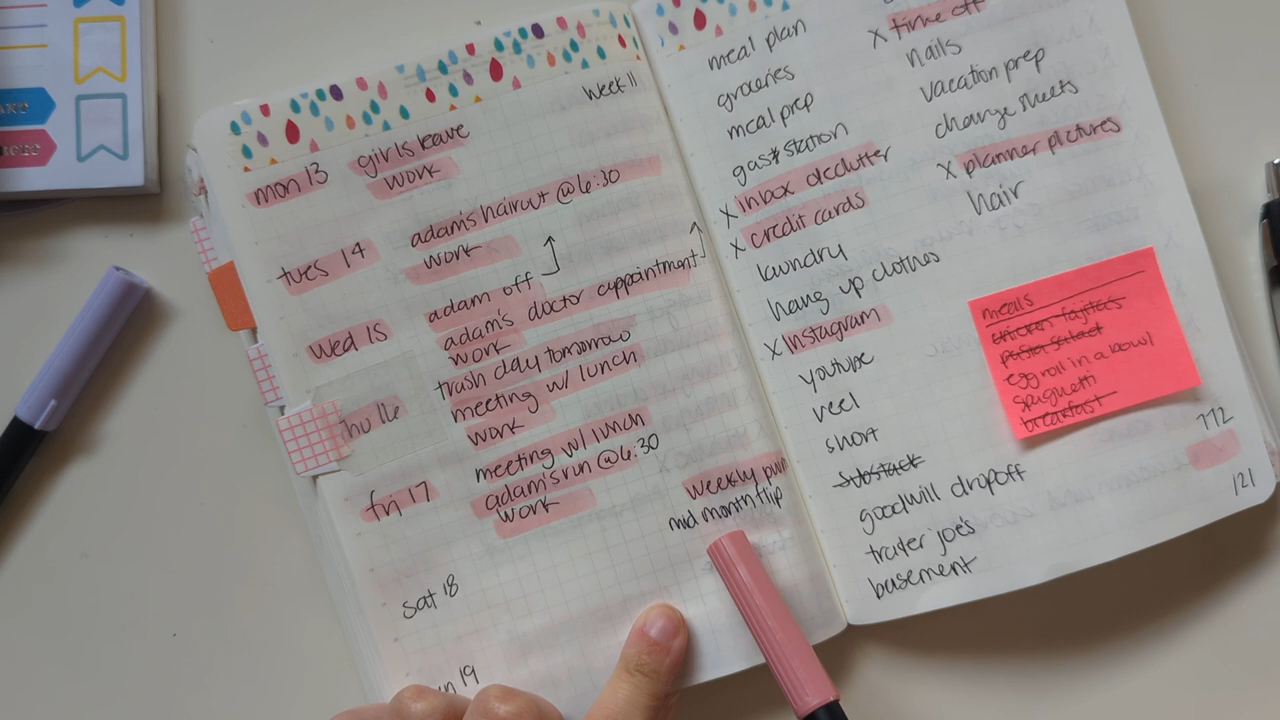 Week 11
mon 13
girls leave
work
tues 14
adam's haircut @ 6:30
work
wed 15
adam off
adam's doctor appointment
work
trash day tomorrow
thu 16
meeting w/ lunch
work
fri 17
meeting w/ lunch
adam's run @ 6:30
work
weekly
mid month flip
sat 18
19
meal plan
groceries
meal prep
gas station
x inbox declutter
x credit cards
laundry
hang up clothes
x instagram
youtube
reel
short
substack
goodwill dropoff
trader joe's
basement
x time off
nails
vacation prep
change sheets
x planner pictures
hair
meals
chicken fajitas
pasta salad
egg roll in a bowl
spaghetti
breakfast
772
121